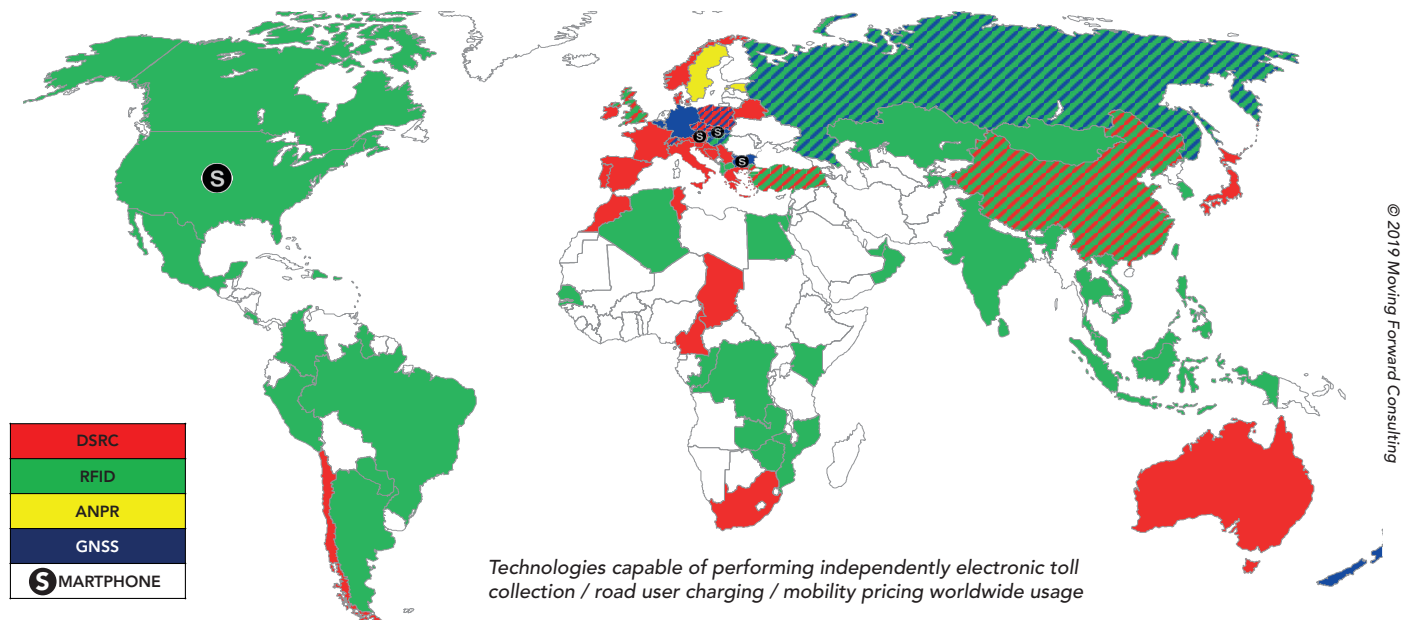 S
S
S
S
DSRC
RFID
ANPR
GNSS
SMARTPHONE
Technologies capable of performing independently electronic toll
collection / road user charging / mobility pricing worldwide usage
© 2019 Moving Forward Consulting